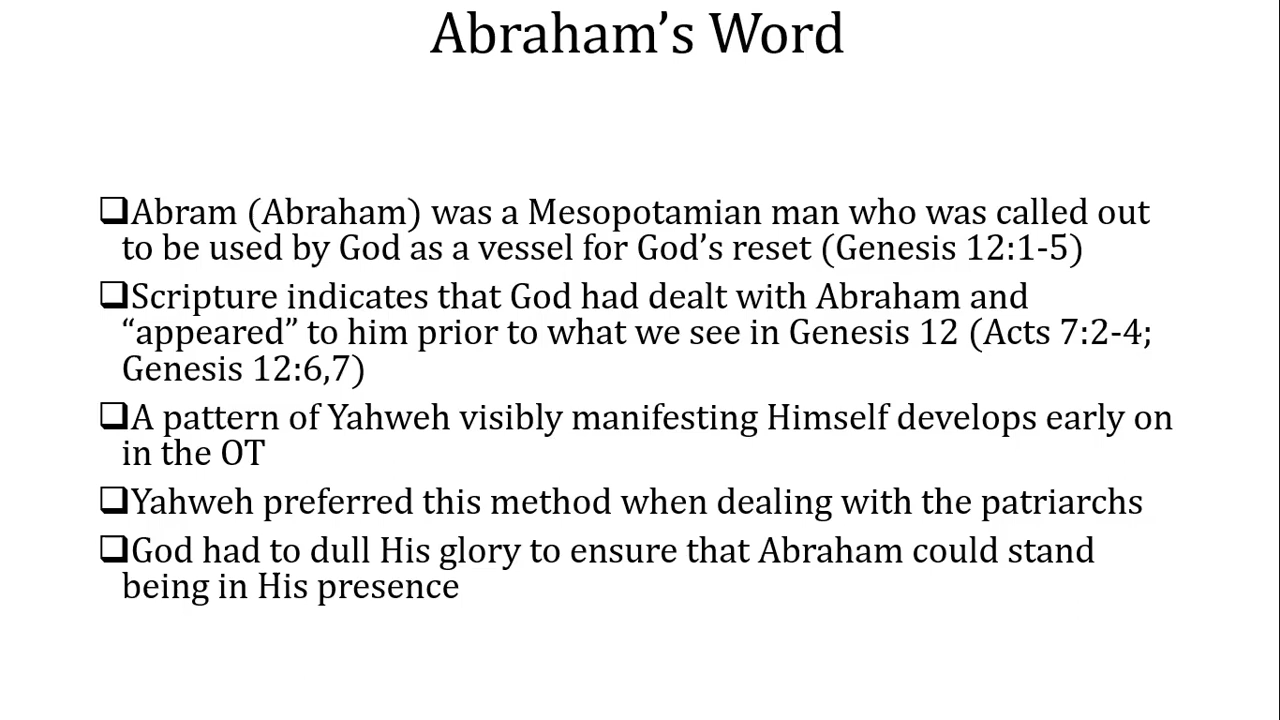 Abraham’s Word
❑Abram (Abraham) was a Mesopotamian man who was called out
to be used by God as a vessel for God’s reset (Genesis 12:1-5)
❑Scripture indicates that God had dealt with Abraham and
“appeared” to him prior to what we see in Genesis 12 (Acts 7:2-4;
Genesis 12:6,7)
❑A pattern of Yahweh visibly manifesting Himself develops early on
in the OT
❑Yahweh preferred this method when dealing with the patriarchs
❑God had to dull His glory to ensure that Abraham could stand
being in His presence